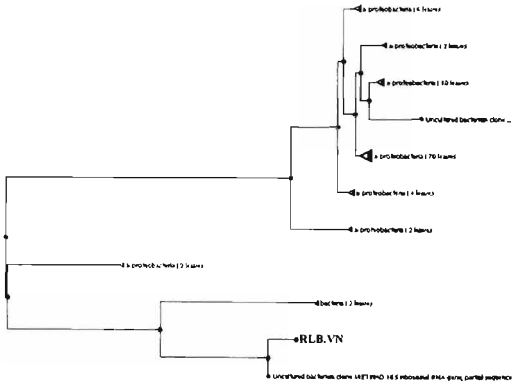 a-proteobacteria | 4 leaves
a-proteobacteria | 2 leaves
a-proteobacteria | 10 leaves
Uncultured bacterium clone ...
a-proteobacteria | 70 leaves
a-proteobacteria | 4 leaves
a-proteobacteria | 2 leaves
a-proteobacteria | 2 leaves
bacteria | 2 leaves
RLB.VN
Uncultured bacterium clone 16S ribosomal RNA gene, partial sequence